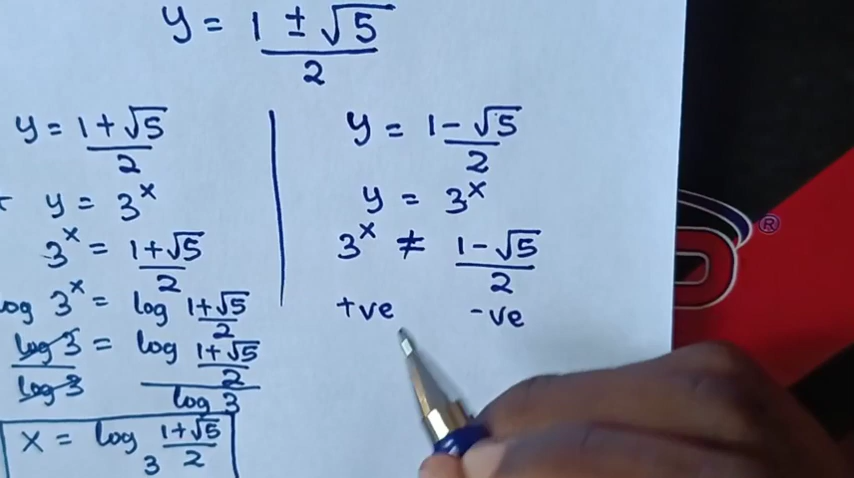 y = 1 ± √5 / 2
y = 1 + √5 / 2
y = 3^x
3^x = 1 + √5 / 2
log 3^x = log 1 + √5 / 2
log 3 / log 3 = log 1 + √5 / 2 / log 3
x = log_3 1 + √5 / 2
y = 1 - √5 / 2
y = 3^x
3^x ≠ 1 - √5 / 2
+ve -ve
®